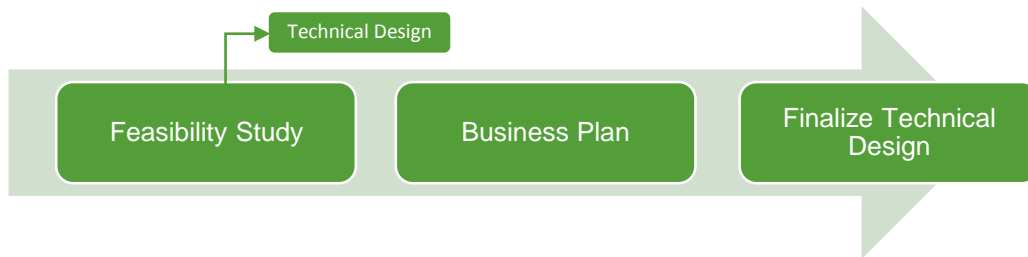 Technical Design
Feasibility Study
Business Plan
Finalize Technical
Design